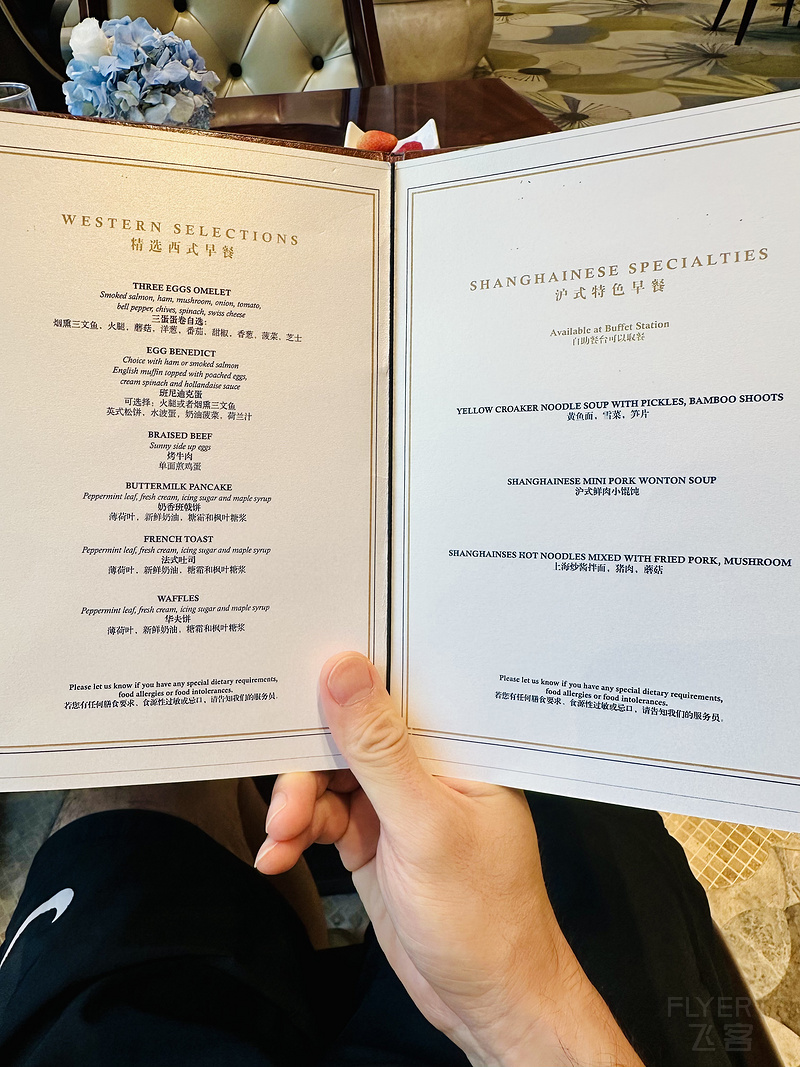 WESTERN SELECTIONS
精选西式早餐
THREE EGGS OMELET
Smoked salmon, ham, mushroom, onion, tomato,
bell pepper, chives, spinach, swiss cheese
三蛋蛋卷自选：
烟熏三文鱼，火腿，蘑菇，洋葱，番茄，甜椒，香葱，菠菜，芝士
EGG BENEDICT
Choice with ham or smoked salmon
English muffin topped with poached eggs,
cream spinach and hollandaise sauce
班尼迪克蛋
可选择：火腿或者烟熏三文鱼
英式松饼，水波蛋，奶油菠菜，荷兰汁
BRAISED BEEF
Sunny side up eggs
烤牛肉
单面煎鸡蛋
BUTTERMILK PANCAKE
Peppermint leaf, fresh cream, icing sugar and maple syrup
奶香班戟饼
薄荷叶，新鲜奶油，糖霜和枫叶糖浆
FRENCH TOAST
Peppermint leaf, fresh cream, icing sugar and maple syrup
法式吐司
薄荷叶，新鲜奶油，糖霜和枫叶糖浆
WAFFLES
Peppermint leaf, fresh cream, icing sugar and maple syrup
华夫饼
薄荷叶，新鲜奶油，糖霜和枫叶糖浆
Please let us know if you have any special dietary requirements,
food allergies or food intolerances.
若您有任何膳食要求、食源性过敏或忌口，请告知我们的服务员。
SHANGHAINESE SPECIALTIES
沪式特色早餐
Available at Buffet Station
自助餐台可以取餐
YELLOW CROAKER NOODLE SOUP WITH PICKLES, BAMBOO SHOOTS
黄鱼面，雪菜，笋片
SHANGHAINESE MINI PORK WONTON SOUP
沪式鲜肉小馄饨
SHANGHAINSES HOT NOODLES MIXED WITH FRIED PORK, MUSHROOM
上海炒酱拌面，猪肉，蘑菇
Please let us know if you have any special dietary requirements,
food allergies or food intolerances.
若您有任何膳食要求、食源性过敏或忌口，请告知我们的服务员。
FLYER
飞客